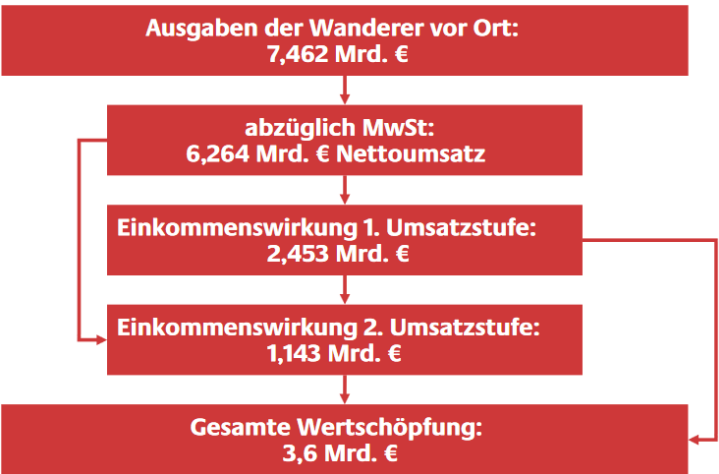 Ausgaben der Wanderer vor Ort:
7,462 Mrd. €
abzüglich MwSt:
6,264 Mrd. € Nettoumsatz
Einkommenswirkung 1. Umsatzstufe:
2,453 Mrd. €
Einkommenswirkung 2. Umsatzstufe:
1,143 Mrd. €
Gesamte Wertschöpfung:
3,6 Mrd. €